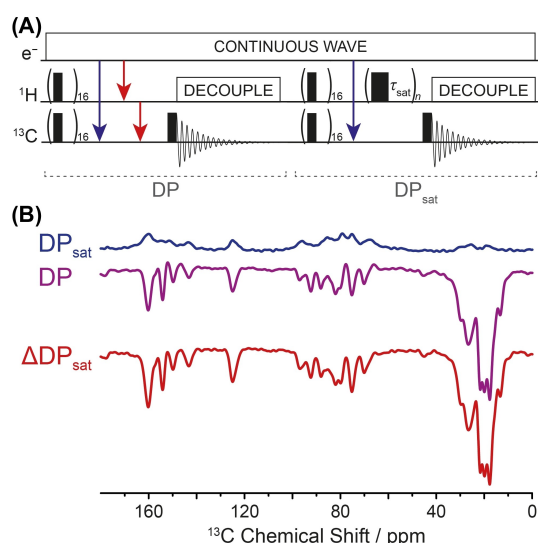 (A)
e⁻ CONTINUOUS WAVE
¹H ( )₁₆ DECOUPLE ( )₁₆ ( τsat)n DECOUPLE
¹³C ( )₁₆ ( )₁₆
DP DPsat
(B)
DPsat
DP
ΔDPsat
160 120 80 40 0
¹³C Chemical Shift / ppm